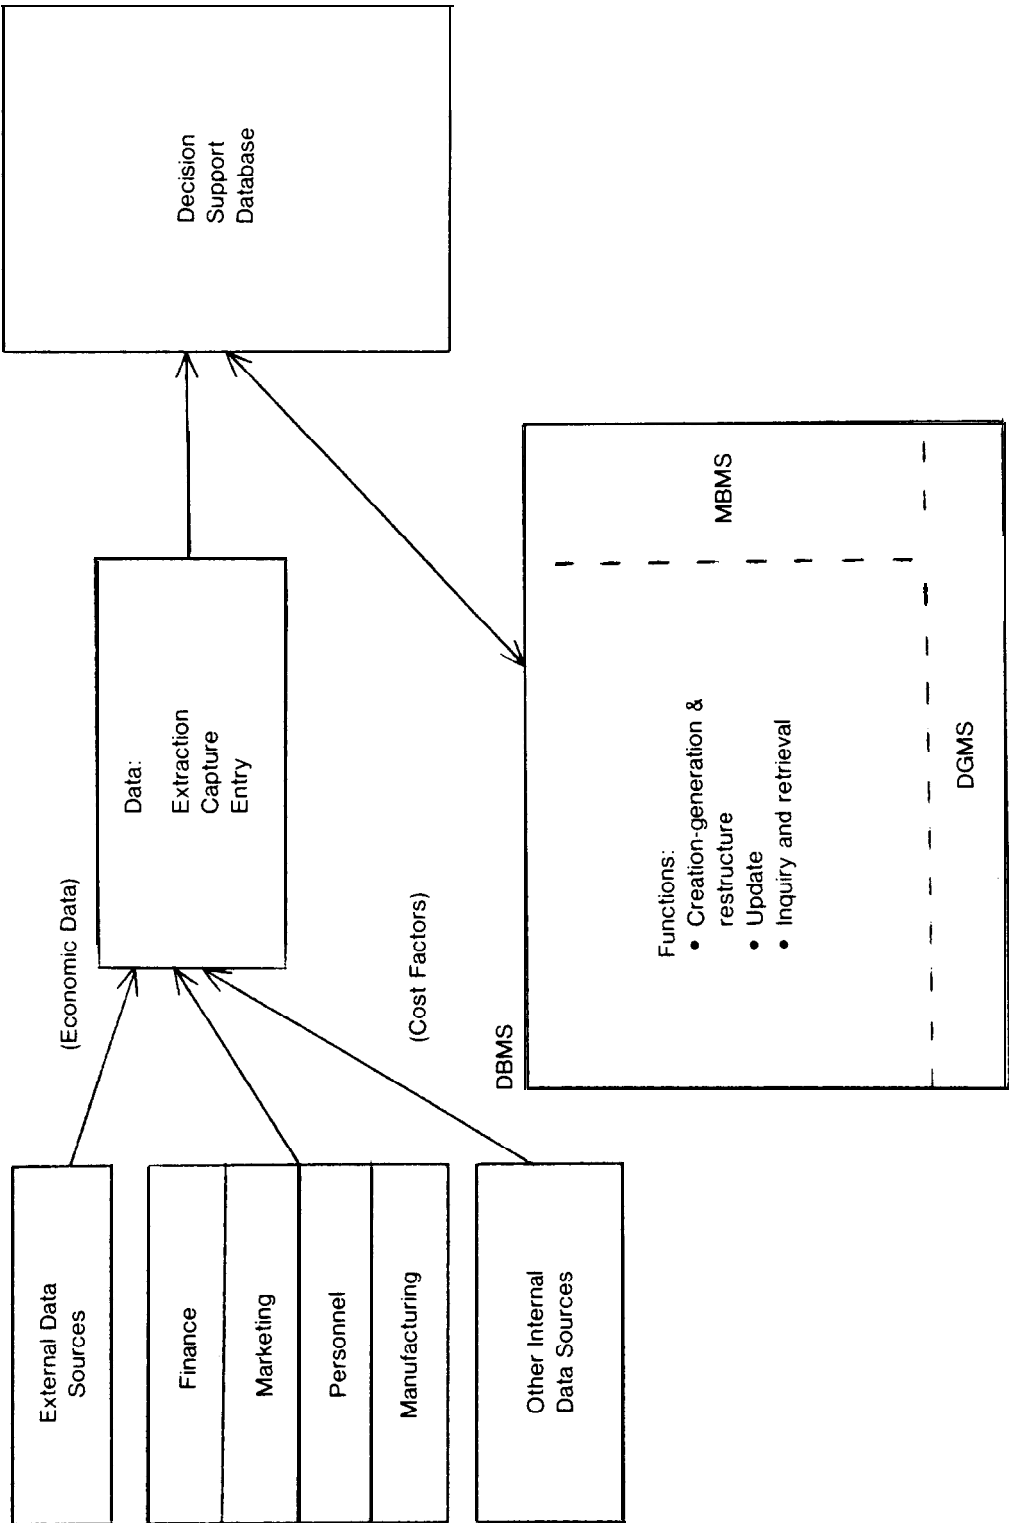 External Data
Sources
Finance
Marketing
Personnel
Manufacturing
Other Internal
Data Sources
(Economic Data)
(Cost Factors)
Data:
Extraction
Capture
Entry
Decision
Support
Database
DBMS
Functions:
• Creation-generation &
restructure
• Update
• Inquiry and retrieval
MBMS
DGMS